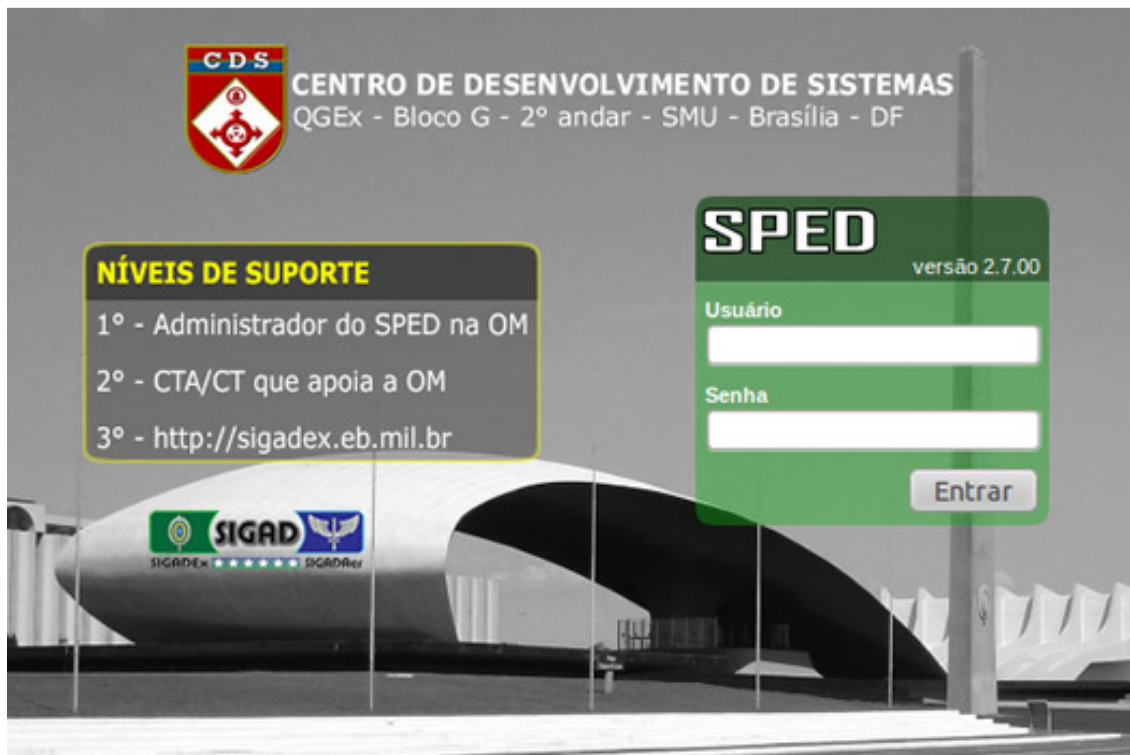 CDS
CENTRO DE DESENVOLVIMENTO DE SISTEMAS
QGEx - Bloco G - 2º andar - SMU - Brasília - DF
SPED
versão 2.7.00
NÍVEIS DE SUPORTE
1º - Administrador do SPED na OM
2º - CTA/CT que apoia a OM
3º - http://sigadex.eb.mil.br
Usuário
Senha
Entrar
SIGAD
SIGADEx
SIGADAer